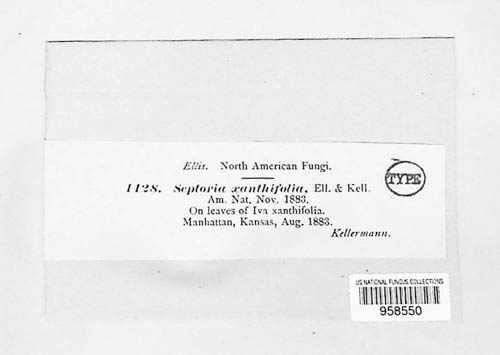 Ellis. North American Fungi.
1128. Septoria xanthifolia, Ell. & Kell.
Am. Nat. Nov. 1883.
On leaves of Iva xanthifolia.
Manhattan, Kansas, Aug. 1883.
Kellermann.
TYPE
US NATIONAL FUNGUS COLLECTIONS
958550